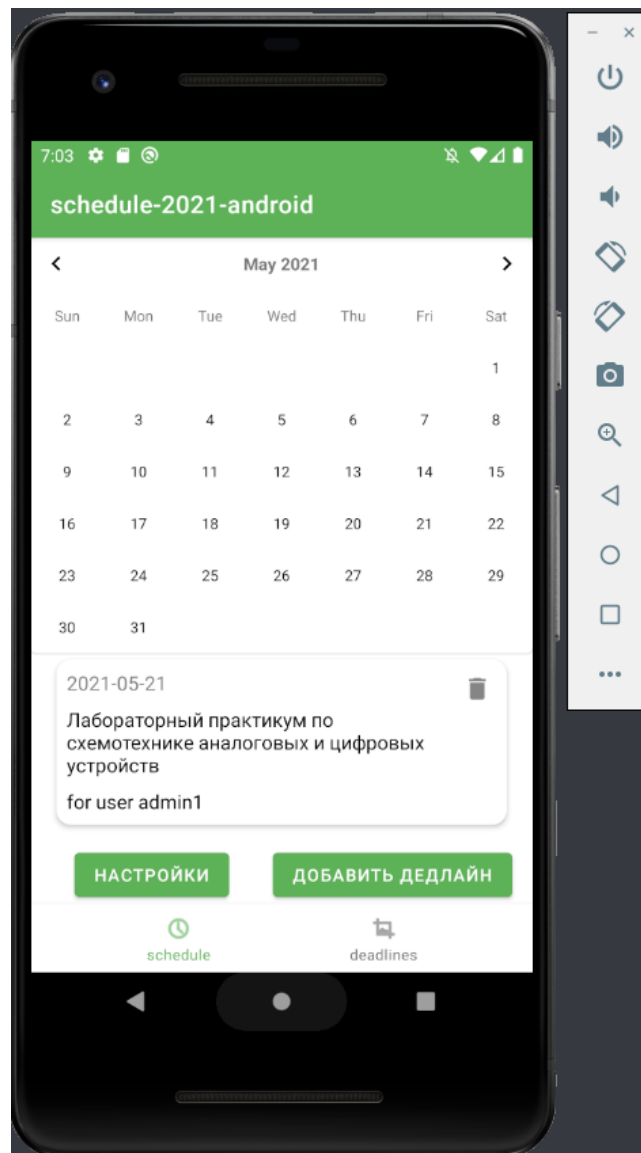 7:03
schedule-2021-android
May 2021
Sun Mon Tue Wed Thu Fri Sat
1
2 3 4 5 6 7 8
9 10 11 12 13 14 15
16 17 18 19 20 21 22
23 24 25 26 27 28 29
30 31
2021-05-21
Лабораторный практикум по
схемотехнике аналоговых и цифровых
устройств
for user admin1
НАСТРОЙКИ ДОБАВИТЬ ДЕДЛАЙН
schedule deadlines